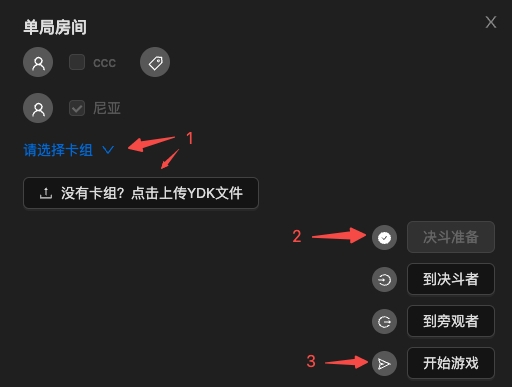 单局房间
X
ccc
尼亚
请选择卡组
1
没有卡组？点击上传YDK文件
2
决斗准备
到决斗者
到旁观者
3
开始游戏